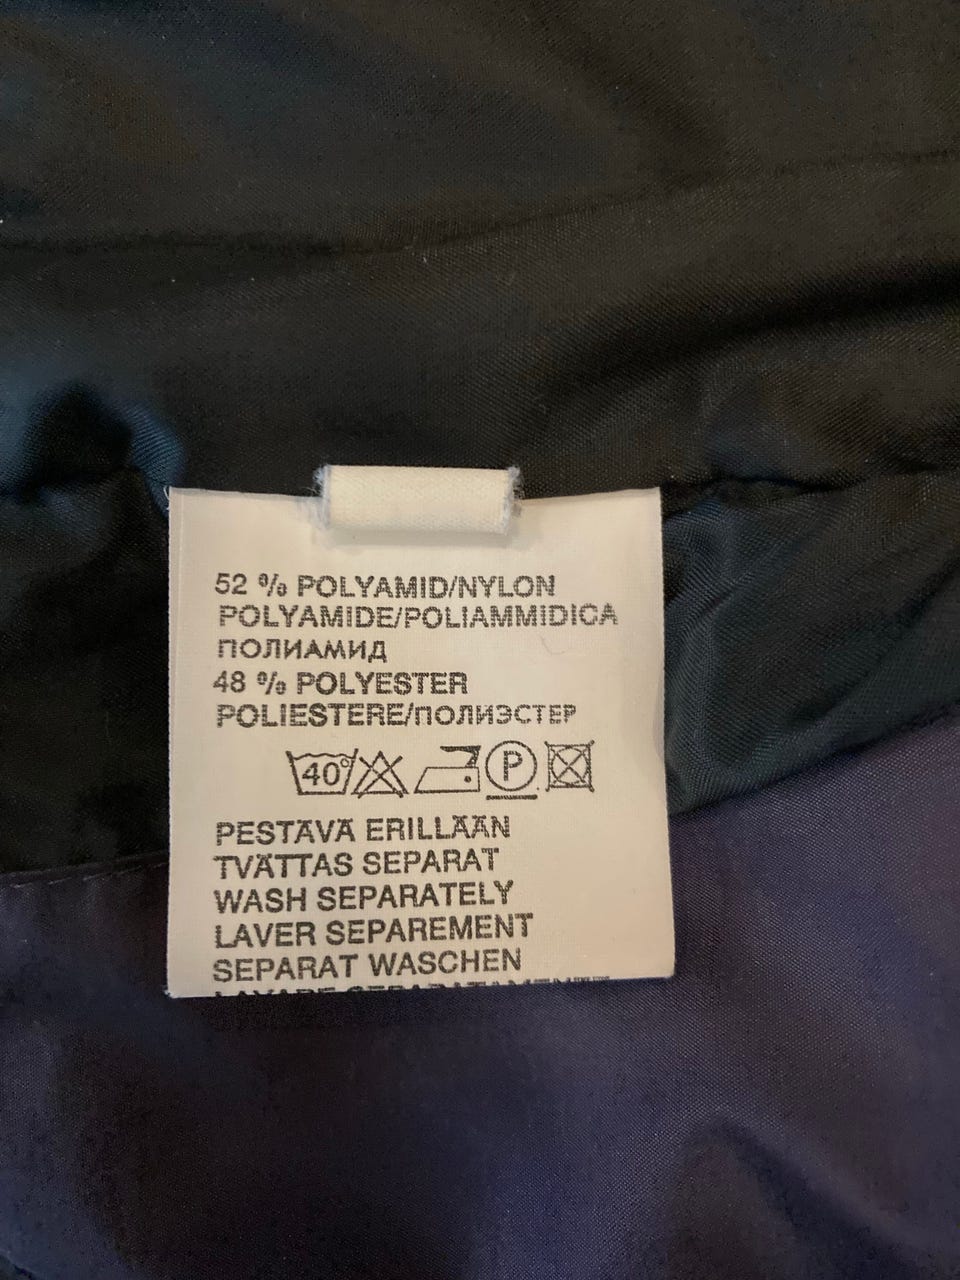 52 % POLYAMID/NYLON
POLYAMIDE/POLIAMMIDICA
ПОЛИАМИД
48 % POLYESTER
POLIESTERE/ПОЛИЭСТЕР
40° P
PESTÄVÄ ERILLÄÄN
TVÄTTAS SEPARAT
WASH SEPARATELY
LAVER SEPAREMENT
SEPARAT WASCHEN